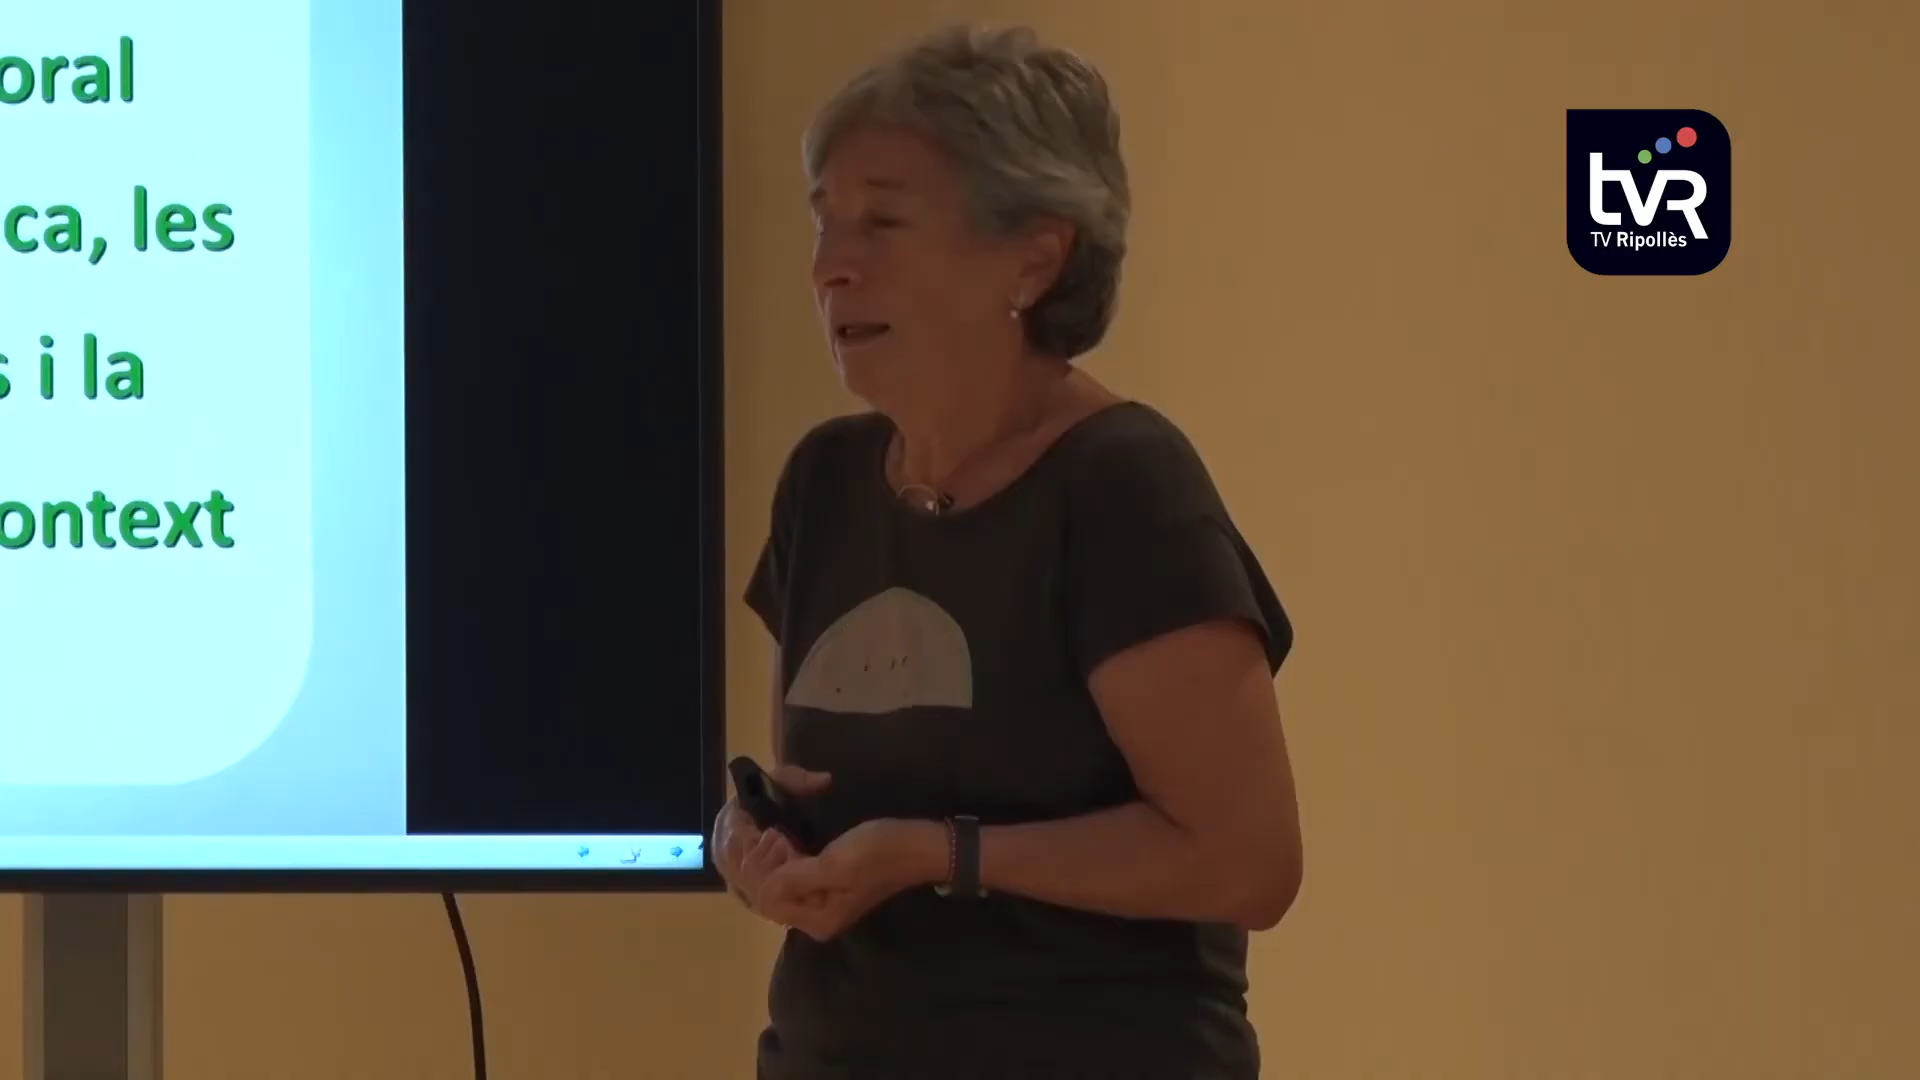 oral
ca, les
s i la
ontext
tvR
TV Ripollès